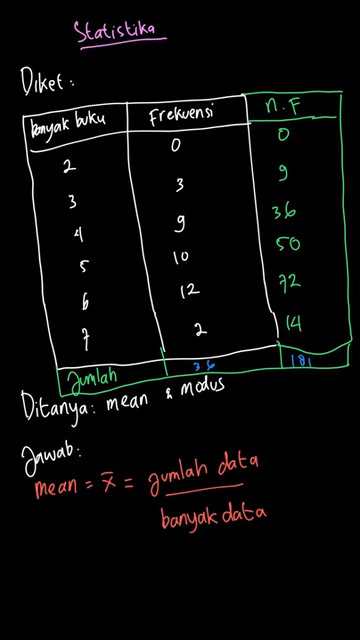 Statistika
Diket:
banyak buku Frekuensi n.F
2 0 0
3 3 9
4 9 36
5 10 50
6 12 72
7 2 14
Jumlah 36 181
Ditanya: mean & modus
Jawab:
mean = x̄ = jumlah data
banyak data